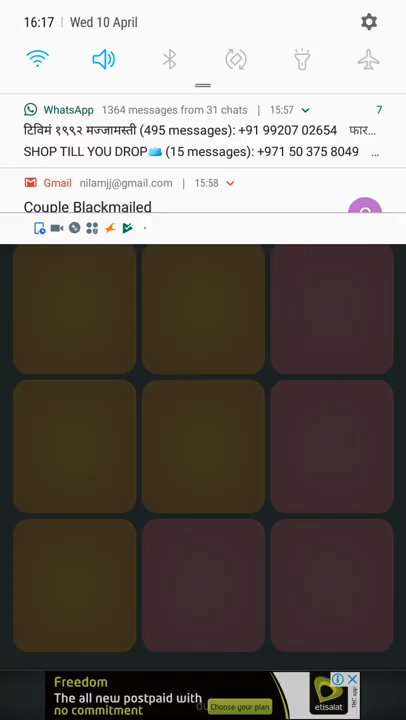 16:17 | Wed 10 April
WhatsApp 1364 messages from 31 chats | 15:57 7
टिविमं १९९२ मज्जामस्ती (495 messages): +91 99207 02654 फार...
SHOP TILL YOU DROP (15 messages): +971 50 375 8049 ...
Gmail nilamjj@gmail.com | 15:58
Couple Blackmailed
Freedom
The all new postpaid with
no commitment
Choose your plan
etisalat